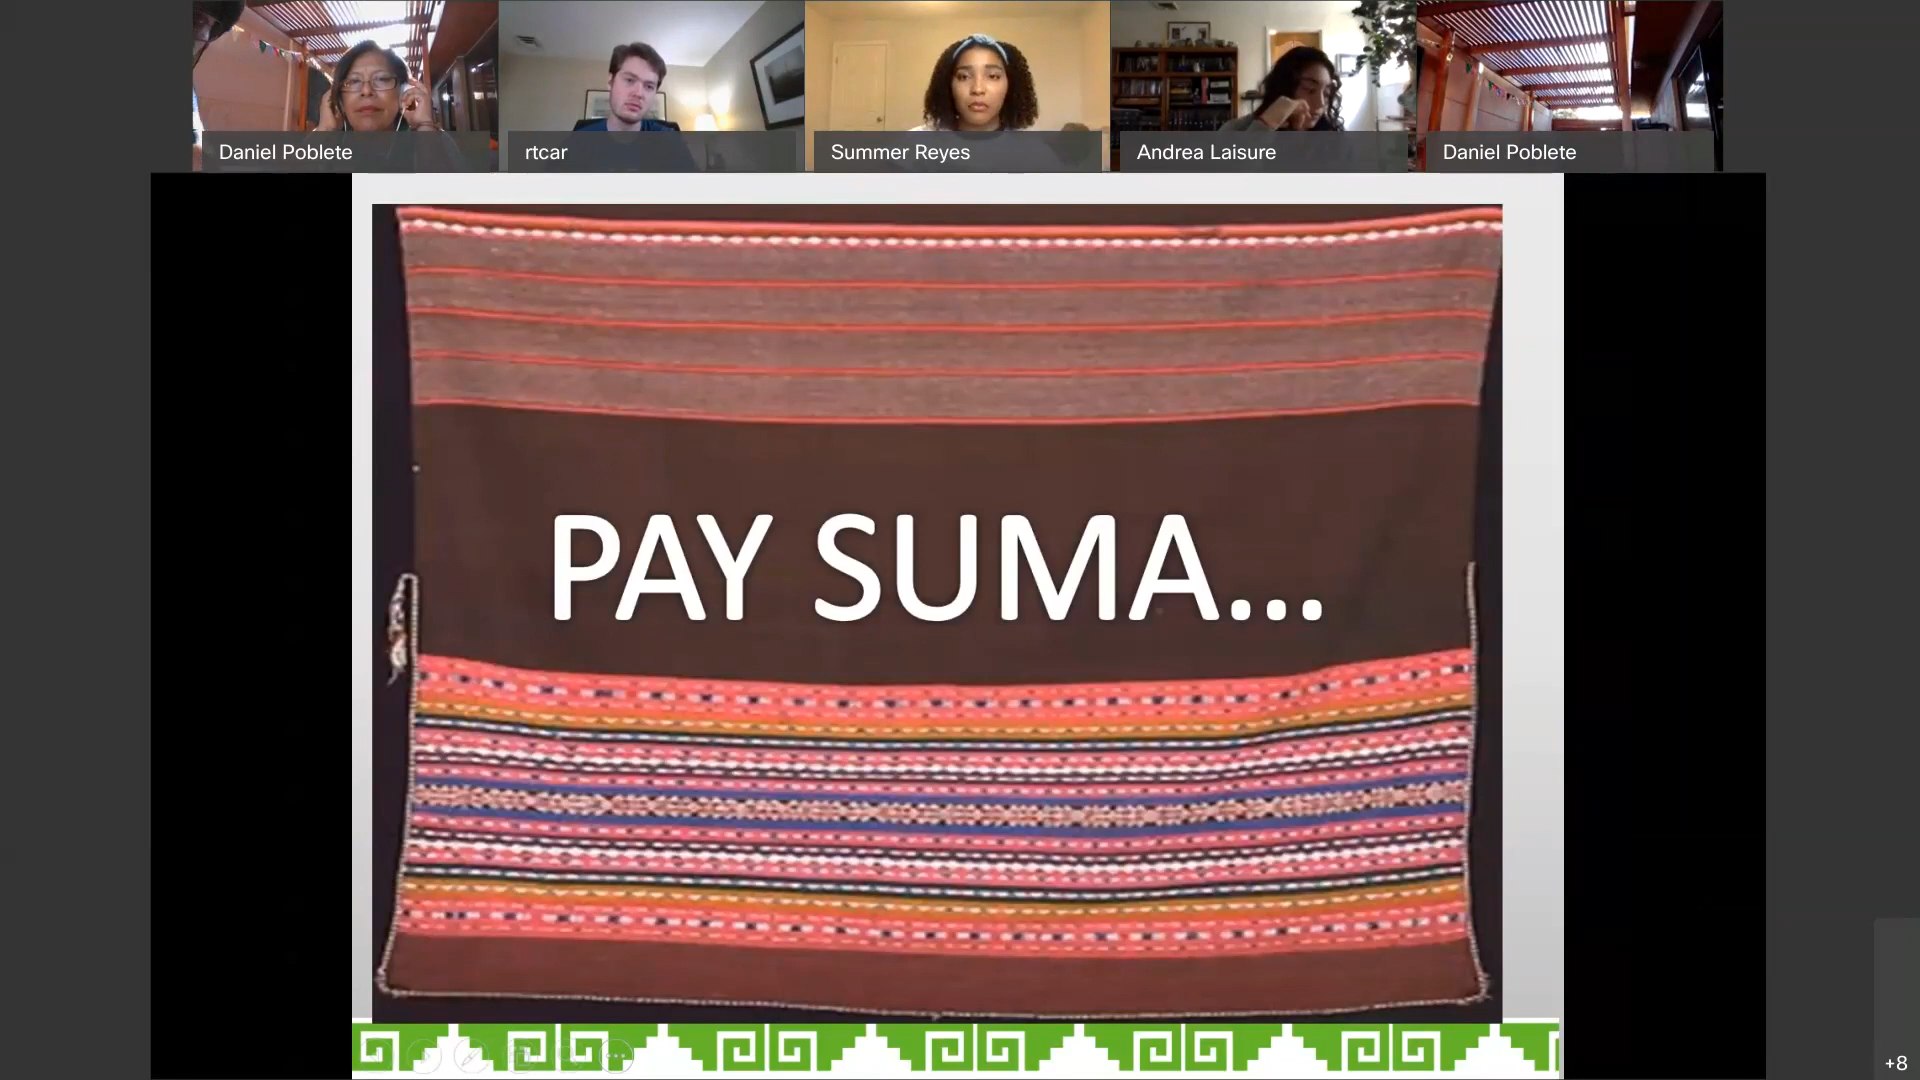 Daniel Poblete
rtcar
Summer Reyes
Andrea Laisure
Daniel Poblete
PAY SUMA...
+8